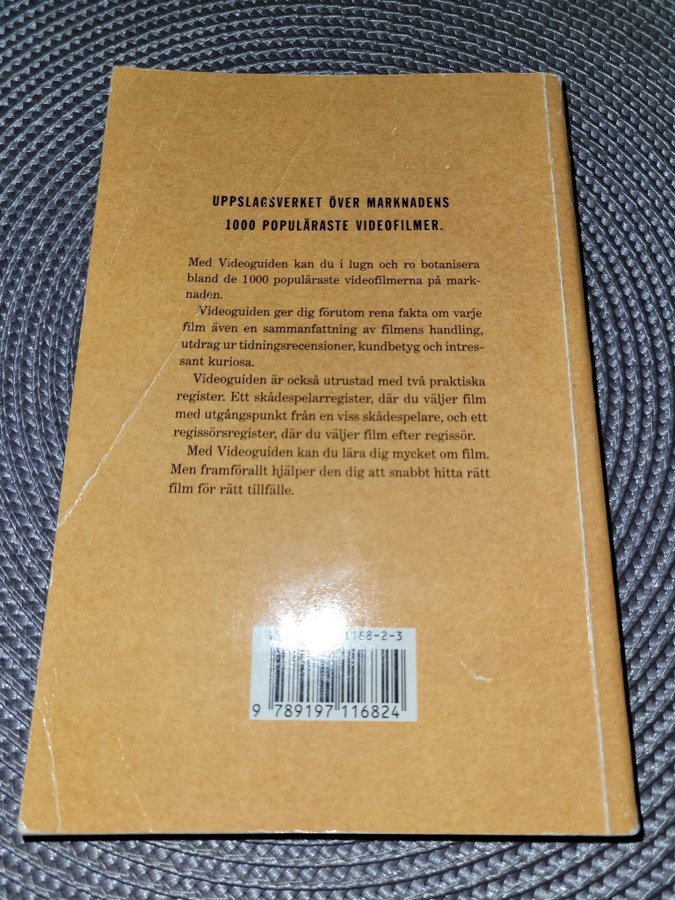 UPPSLAGSVERKET ÖVER MARKNADENS
1000 POPULÄRASTE VIDEOFILMER.
Med Videoguiden kan du i lugn och ro botanisera
bland de 1000 populäraste videofilmerna på mark-
naden.
Videoguiden ger dig förutom rena fakta om varje
film även en sammanfattning av filmens handling,
utdrag ur tidningsrecensioner, kundbetyg och intres-
sant kuriosa.
Videoguiden är också utrustad med två praktiska
register. Ett skådespelarregister, där du väljer film
med utgångspunkt från en viss skådespelare, och ett
regissörsregister, där du väljer film efter regissör.
Med Videoguiden kan du lära dig mycket om film.
Men framförallt hjälper den dig att snabbt hitta rätt
film för rätt tillfälle.
168-2-3
9 789197 116824